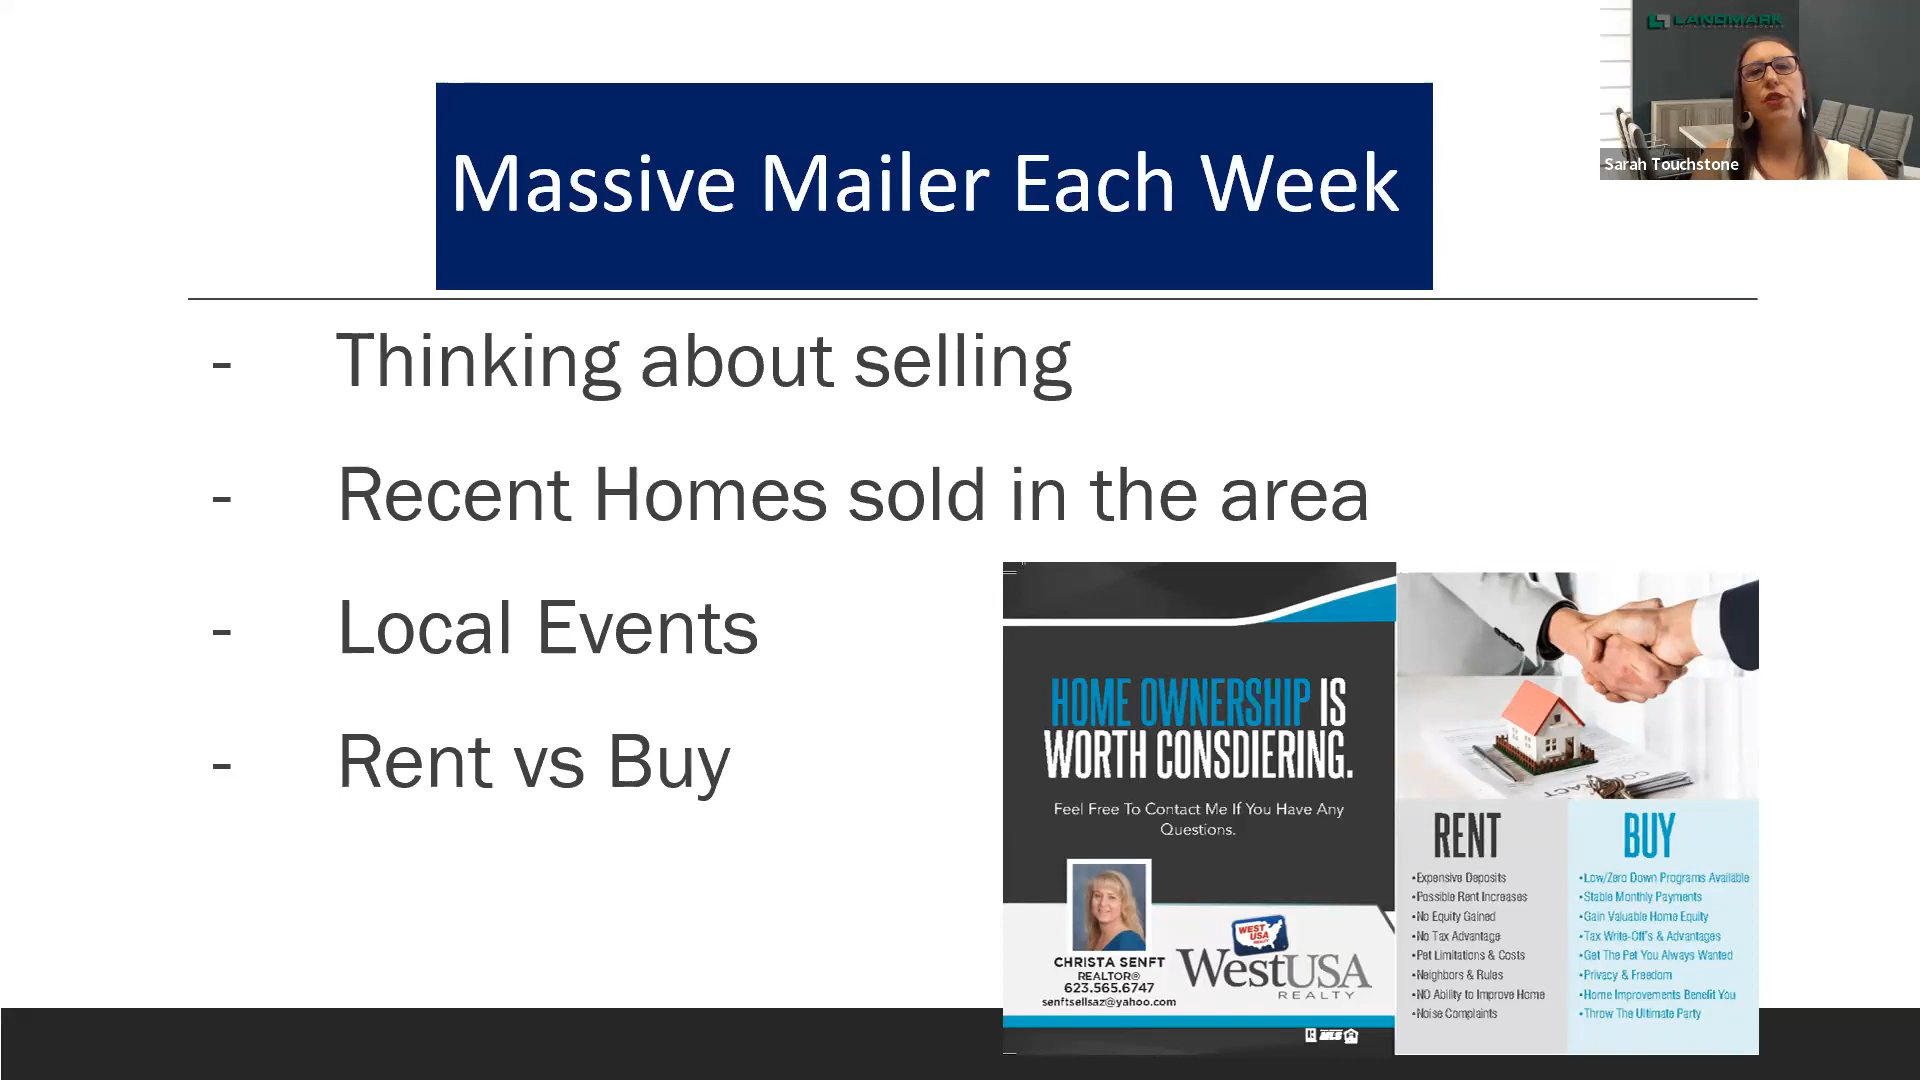 LANDMARK
Sarah Touchstone
Massive Mailer Each Week
- Thinking about selling
- Recent Homes sold in the area
- Local Events
- Rent vs Buy
HOME OWNERSHIP IS
WORTH CONSDIERING.
Feel Free To Contact Me If You Have Any
Questions.
CHRISTA SENFT
REALTOR®
623.565.6747
senftsellsaz@yahoo.com
WEST
USA
REALTY
WestUSA
REALTY
MLS
CONTRACT
RENT
•Expensive Deposits
•Possible Rent Increases
•No Equity Gained
•No Tax Advantage
•Pet Limitations & Costs
•Neighbors & Rules
•NO Ability to Improve Home
•Noise Complaints
BUY
•Low/Zero Down Programs Available
•Stable Monthly Payments
•Gain Valuable Home Equity
•Tax Write-Off's & Advantages
•Get The Pet You Always Wanted
•Privacy & Freedom
•Home Improvements Benefit You
•Throw The Ultimate Party